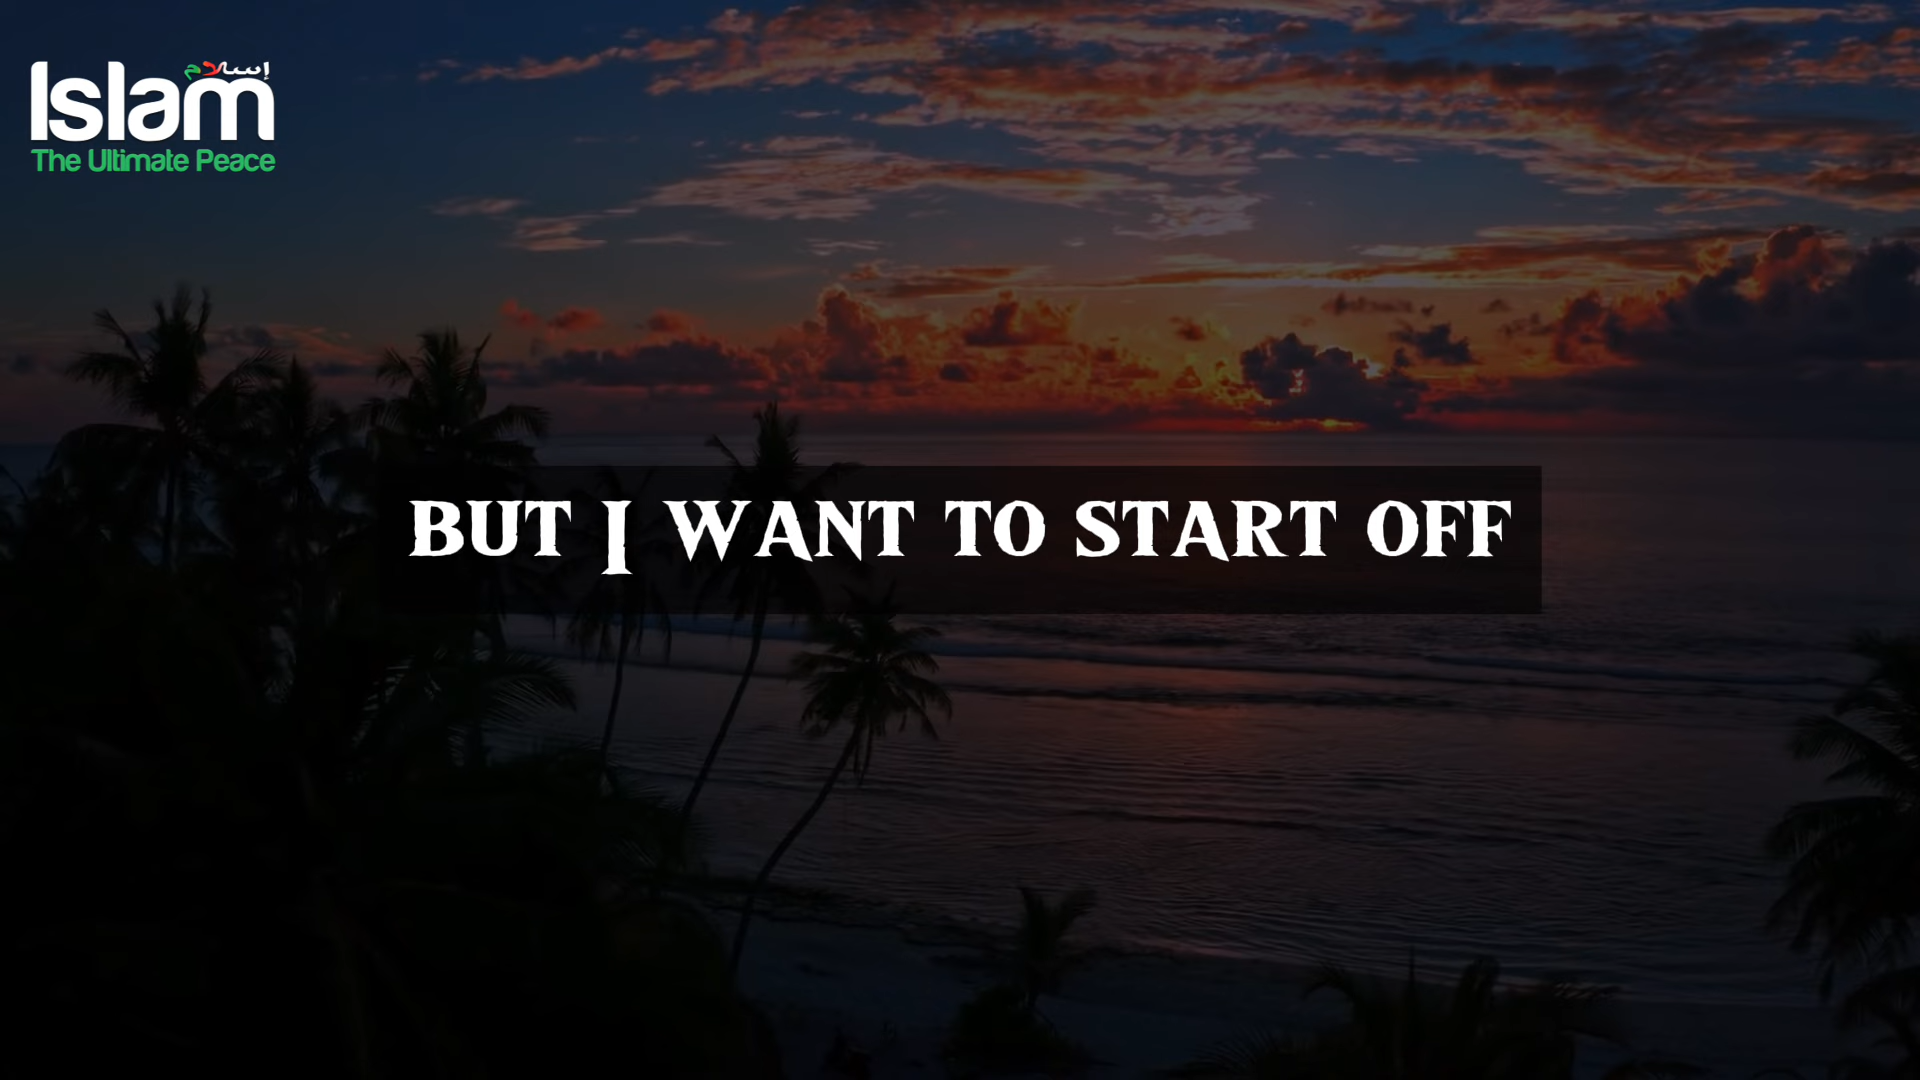 إسلام
Islam
The Ultimate Peace
BUT I WANT TO START OFF